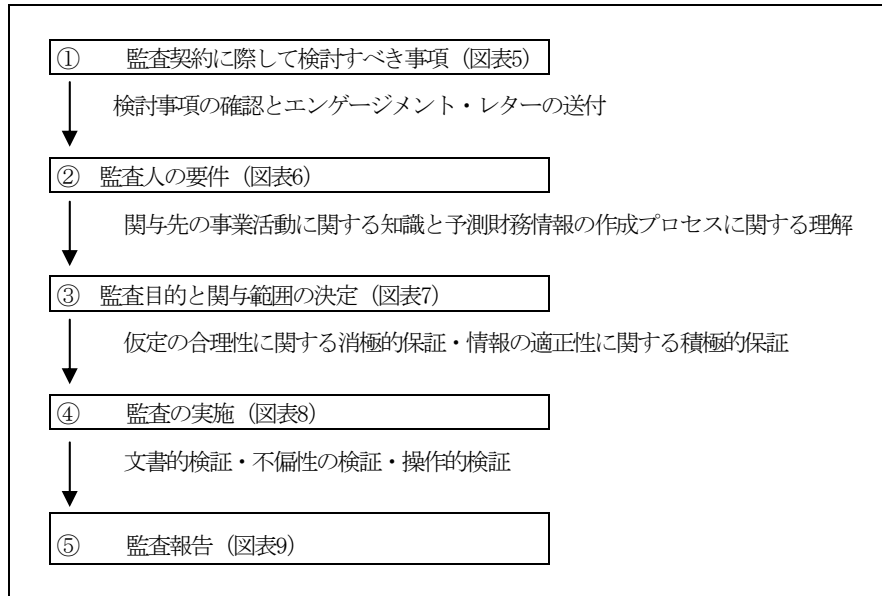 ① 監査契約に際して検討すべき事項（図表5）
検討事項の確認とエンゲージメント・レターの送付
② 監査人の要件（図表6）
関与先の事業活動に関する知識と予測財務情報の作成プロセスに関する理解
③ 監査目的と関与範囲の決定（図表7）
仮定の合理性に関する消極的保証・情報の適正性に関する積極的保証
④ 監査の実施（図表8）
文書的検証・不偏性の検証・操作的検証
⑤ 監査報告（図表9）